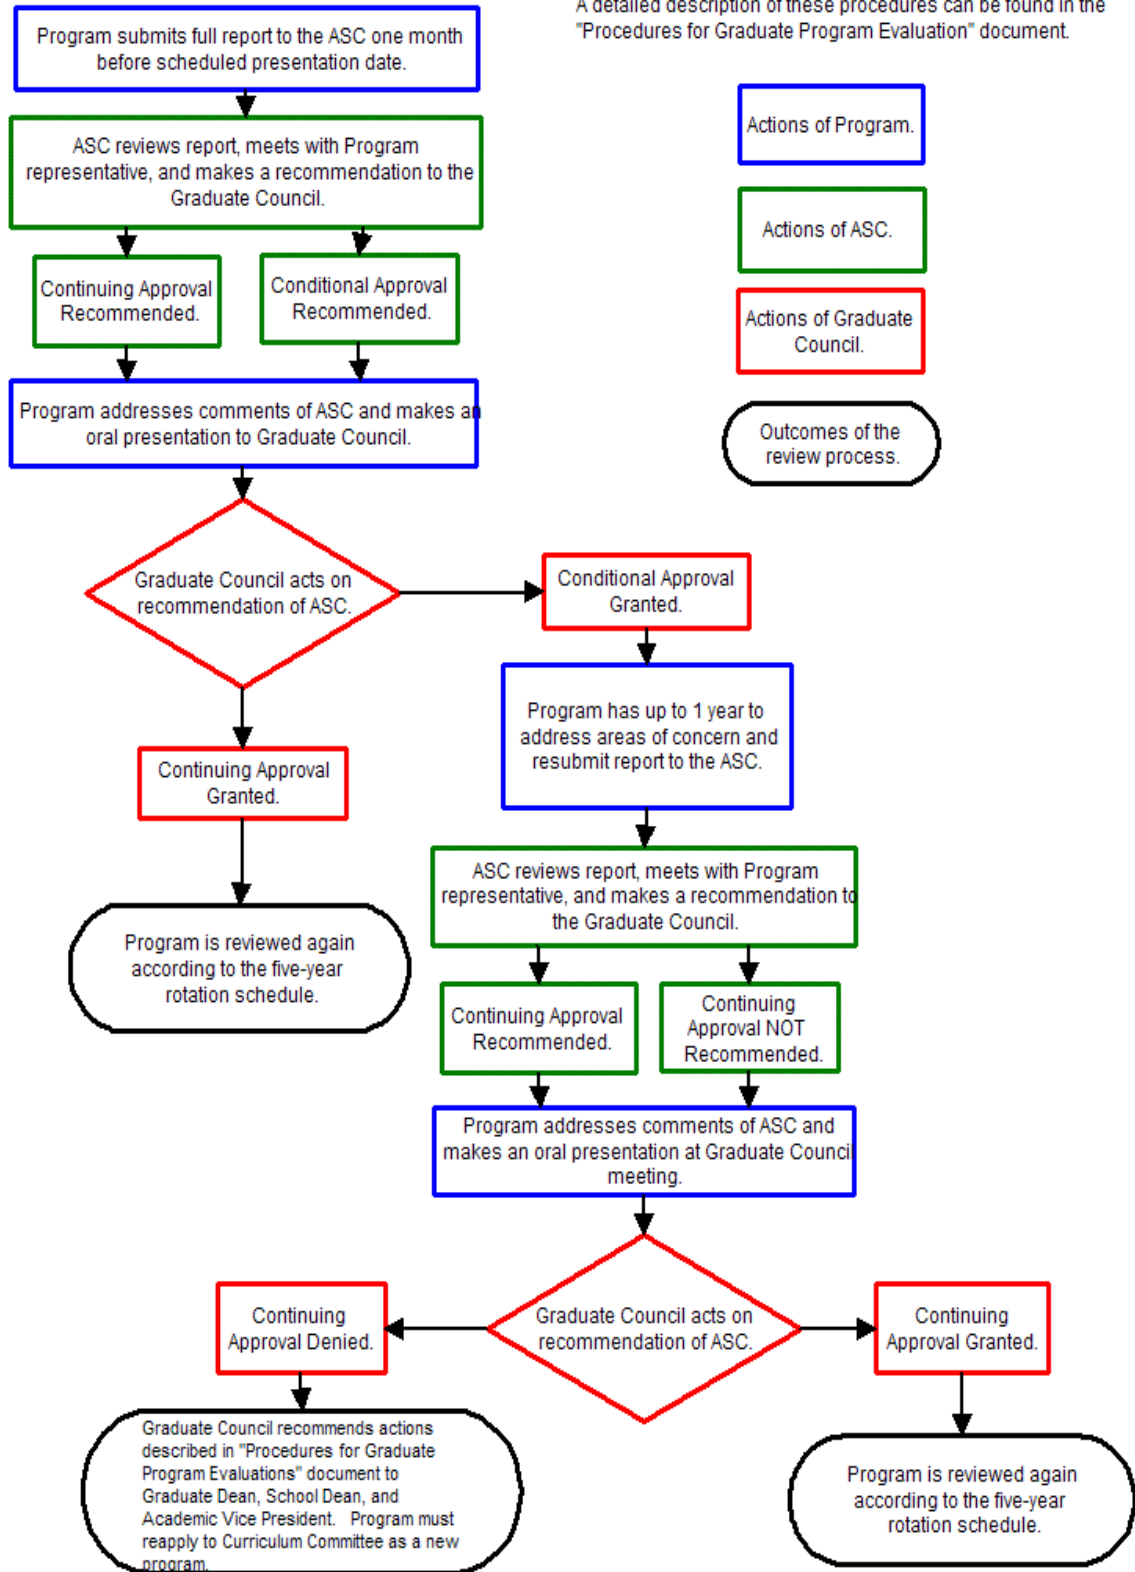 A detailed description of these procedures can be found in the
"Procedures for Graduate Program Evaluation" document.
Program submits full report to the ASC one month
before scheduled presentation date.
Actions of Program.
ASC reviews report, meets with Program
representative, and makes a recommendation to the
Graduate Council.
Actions of ASC.
Continuing Approval
Recommended.
Conditional Approval
Recommended.
Actions of Graduate
Council.
Program addresses comments of ASC and makes an
oral presentation to Graduate Council.
Outcomes of the
review process.
Graduate Council acts on
recommendation of ASC.
Conditional Approval
Granted.
Program has up to 1 year to
address areas of concern and
resubmit report to the ASC.
Continuing Approval
Granted.
ASC reviews report, meets with Program
representative, and makes a recommendation to
the Graduate Council.
Program is reviewed again
according to the five-year
rotation schedule.
Continuing Approval
Recommended.
Continuing
Approval NOT
Recommended.
Program addresses comments of ASC and
makes an oral presentation at Graduate Council
meeting.
Graduate Council acts on
recommendation of ASC.
Continuing
Approval Denied.
Continuing
Approval Granted.
Graduate Council recommends actions
described in "Procedures for Graduate
Program Evaluations" document to
Graduate Dean, School Dean, and
Academic Vice President. Program must
reapply to Curriculum Committee as a new
program.
Program is reviewed again
according to the five-year
rotation schedule.